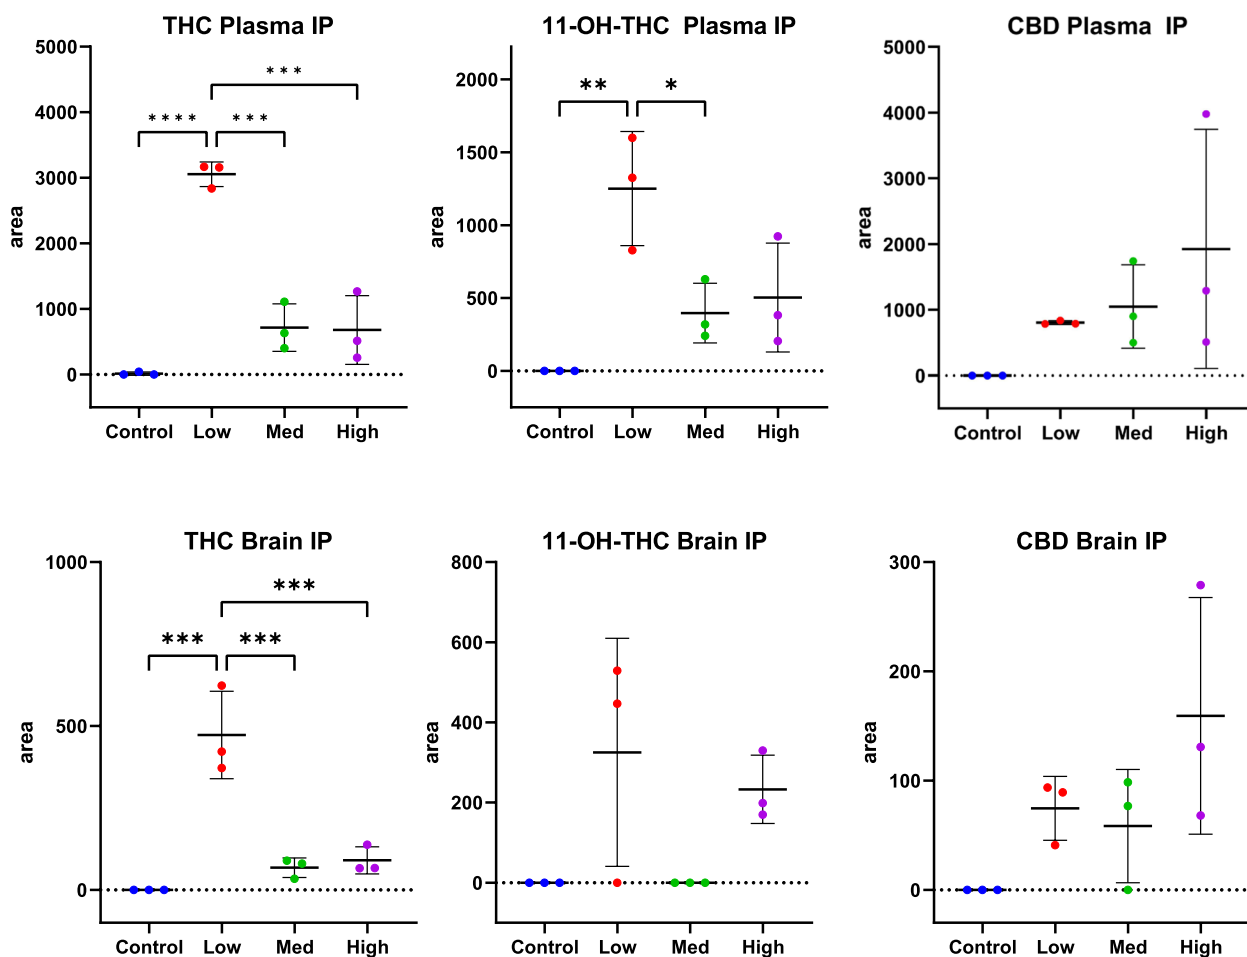 THC Plasma IP
5000
4000
3000
2000
1000
0
area
Control Low Med High
**** *** ***
11-OH-THC  Plasma IP
2000
1500
1000
500
0
area
Control Low Med High
** *
CBD Plasma  IP
5000
4000
3000
2000
1000
0
area
Control Low Med High
THC Brain IP
1000
500
0
area
Control Low Med High
*** *** ***
11-OH-THC Brain IP
800
600
400
200
0
area
Control Low Med High
CBD Brain IP
300
200
100
0
area
Control Low Med High